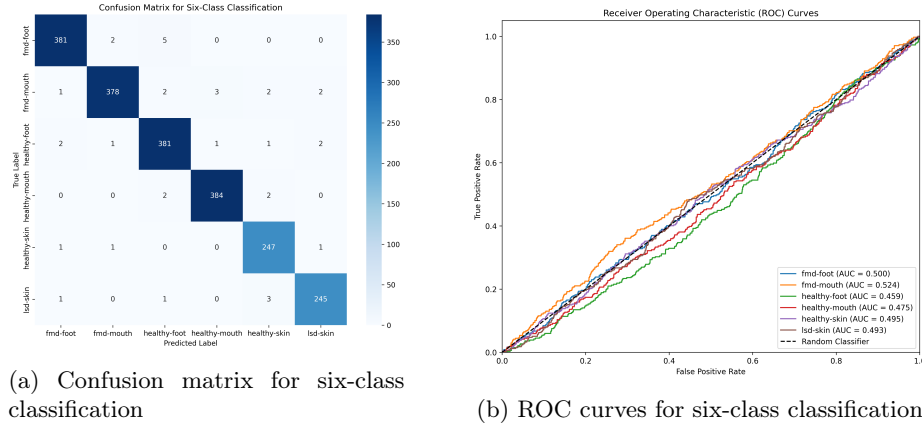 Confusion Matrix for Six-Class Classification
True Label
fmd-foot 381 2 5 0 0 0
fmd-mouth 1 378 2 3 2 2
healthy-foot 2 1 381 1 1 2
healthy-mouth 0 0 2 384 2 0
healthy-skin 1 1 0 0 247 1
lsd-skin 1 0 1 0 3 245
fmd-foot fmd-mouth healthy-foot healthy-mouth healthy-skin lsd-skin
Predicted Label
350
300
250
200
150
100
50
0
(a) Confusion matrix for six-class
classification
Receiver Operating Characteristic (ROC) Curves
True Positive Rate
1.0
0.8
0.6
0.4
0.2
0.0
0.0 0.2 0.4 0.6 0.8 1.0
False Positive Rate
fmd-foot (AUC = 0.500)
fmd-mouth (AUC = 0.524)
healthy-foot (AUC = 0.459)
healthy-mouth (AUC = 0.475)
healthy-skin (AUC = 0.495)
lsd-skin (AUC = 0.493)
Random Classifier
(b) ROC curves for six-class classification